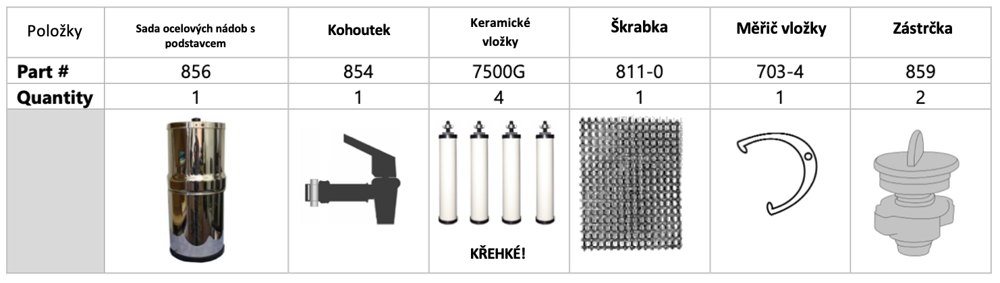 Položky
Sada ocelových nádob s
podstavcem
Kohoutek
Keramické
vložky
Škrabka
Měřič vložky
Zástrčka
Part # 856 854 7500G 811-0 703-4 859
Quantity 1 1 4 1 1 2
KŘEHKÉ!